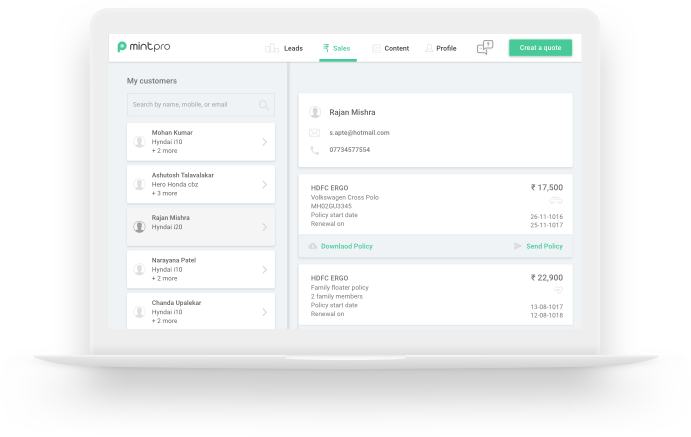 mintpro
Leads
₹ Sales
Content
Profile
Creat a quote
My customers
Search by name, mobile, or email
Mohan Kumar
Hyndai i10
+ 2 more
Ashutosh Talavalakar
Hero Honda cbz
+ 3 more
Rajan Mishra
Hyndai i20
Narayana Patel
Hyndai i10
+ 2 more
Chanda Upalekar
Hyndai i10
+ 2 more
Rajan Mishra
s.apte@hotmail.com
07734577554
HDFC ERGO ₹ 17,500
Volkswagen Cross Polo
MH02GU3345
Policy start date 26-11-1016
Renewal on 25-11-1017
Downlaod Policy Send Policy
HDFC ERGO ₹ 22,900
Family floater policy
2 family members
Policy start date 13-08-1017
Renewal on 12-08-1018